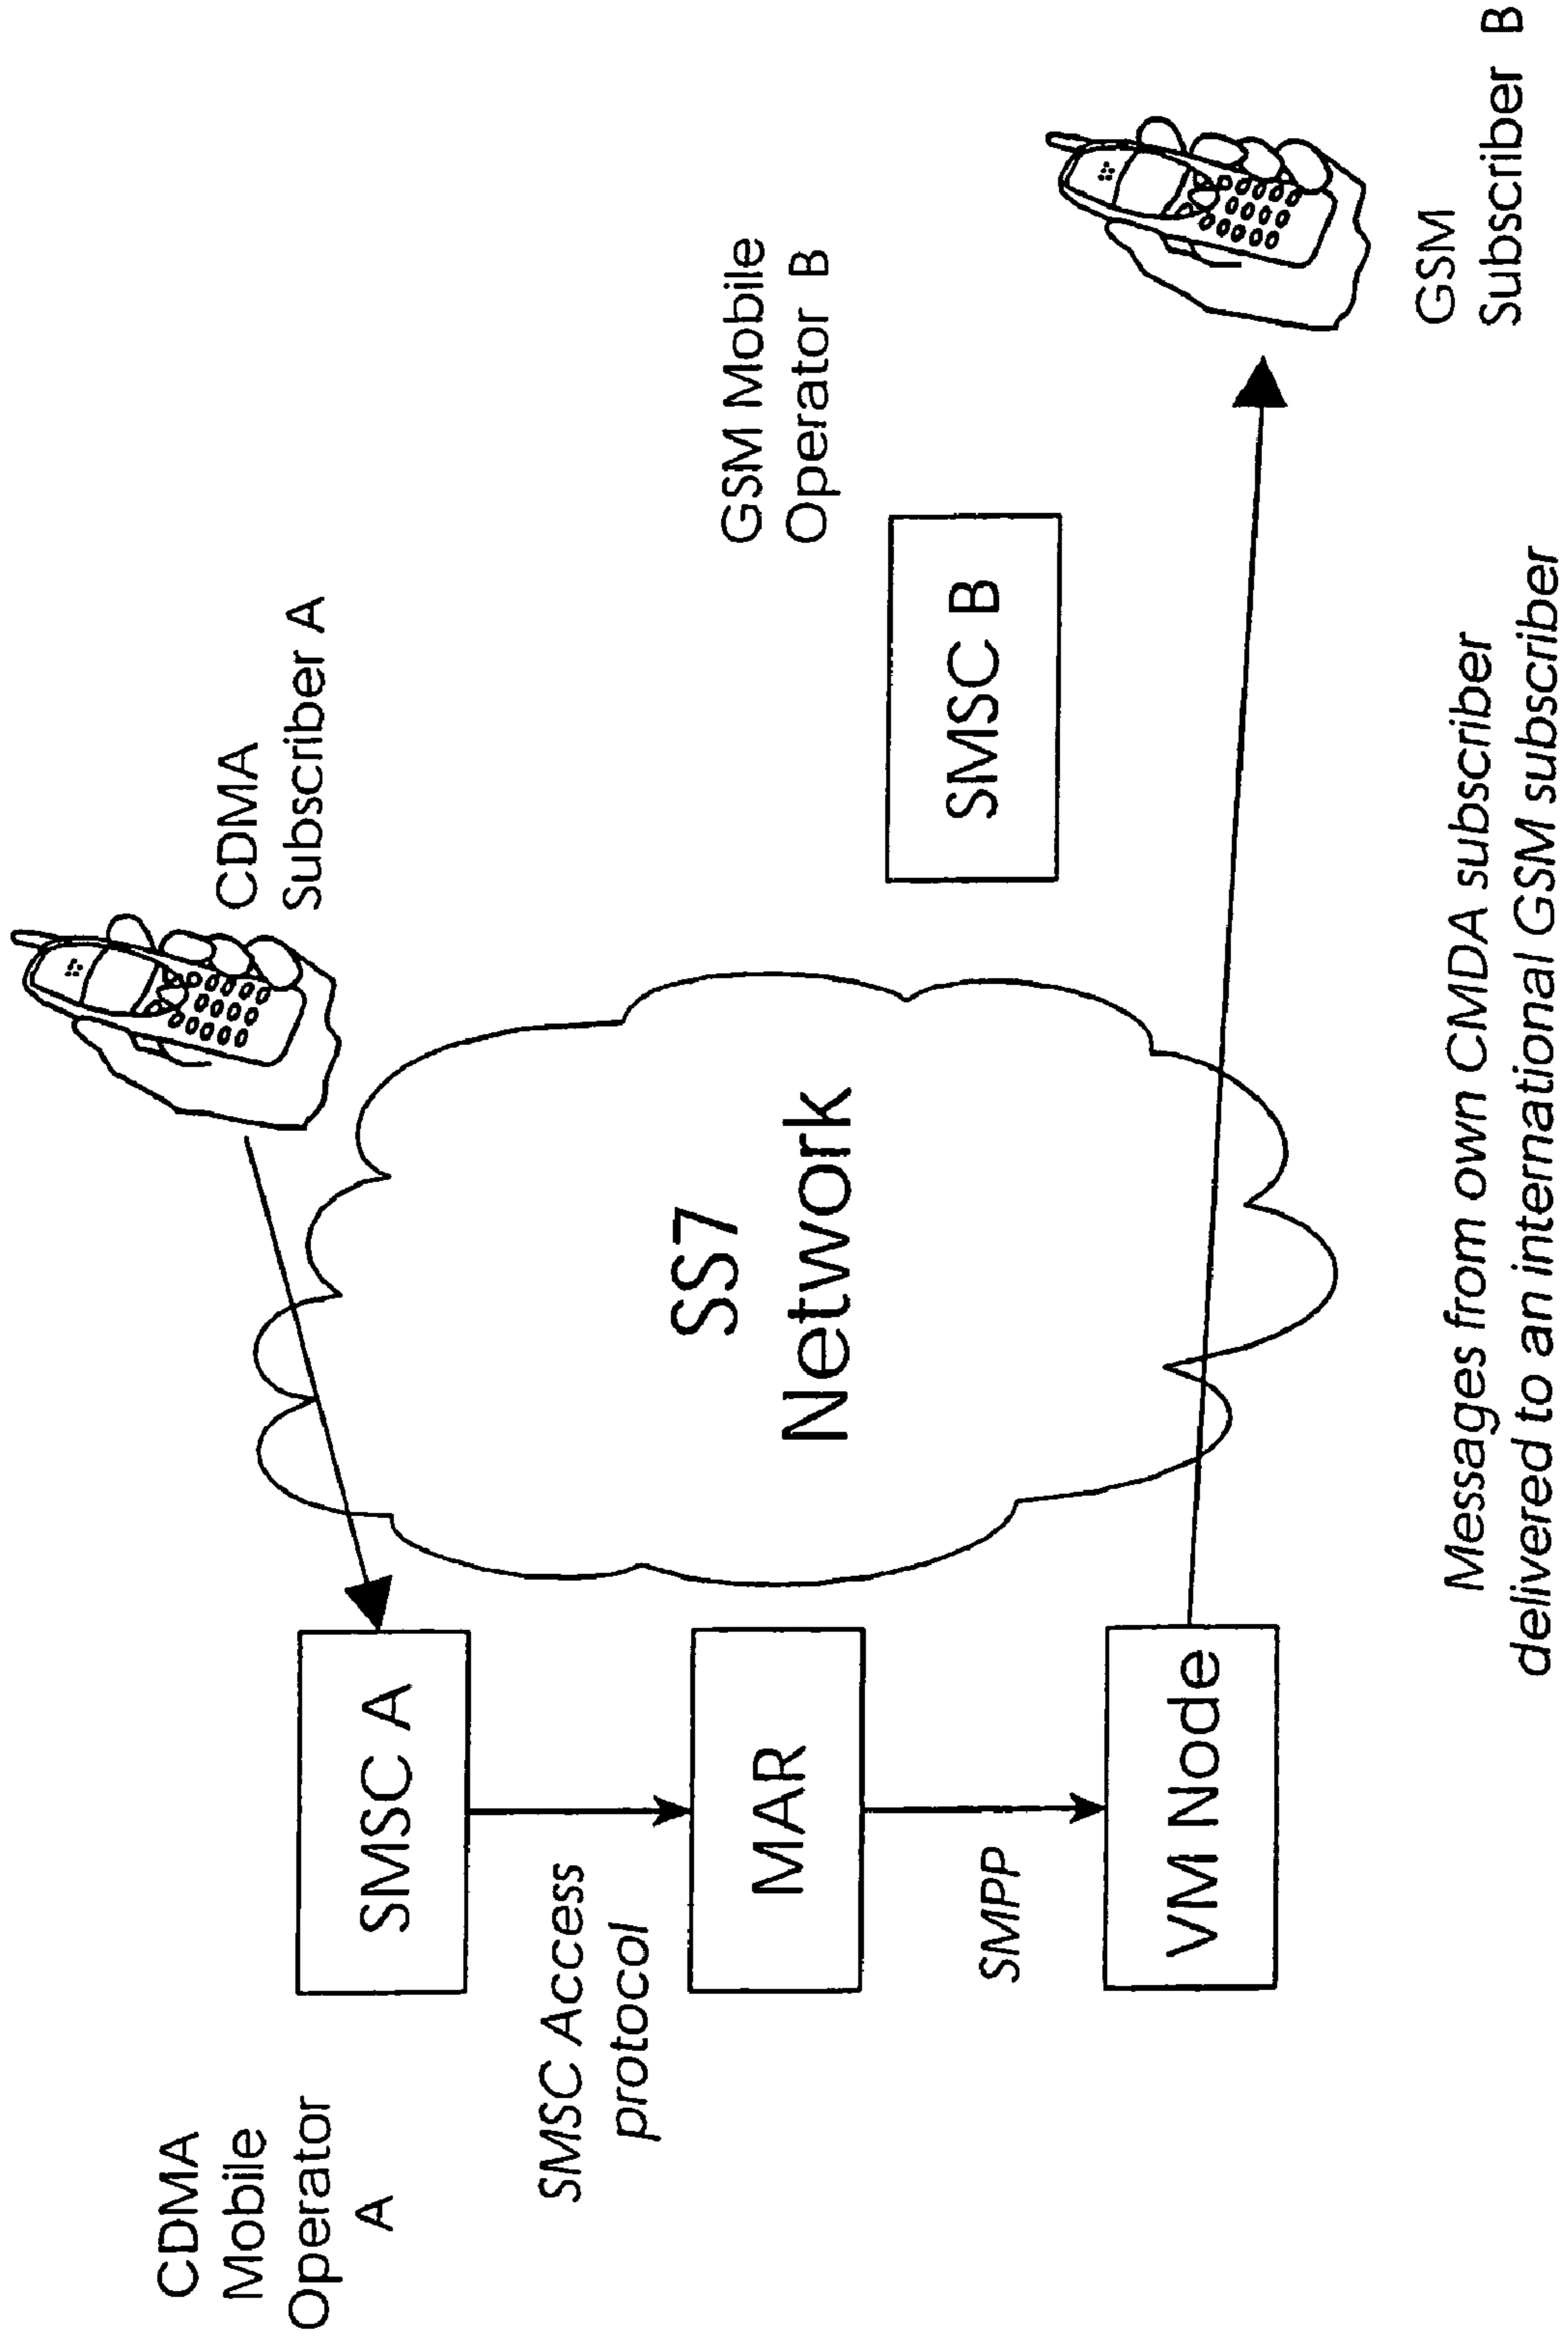 CDMA
Mobile
Operator
A
SMSC A
CDMA
Subscriber A
SMSC Access
protocol
MAR
SS7
Network
GSM Mobile
Operator B
SMSC B
SMPP
VM Node
GSM
Subscriber B
Messages from own CMDA subscriber
delivered to an international GSM subscriber